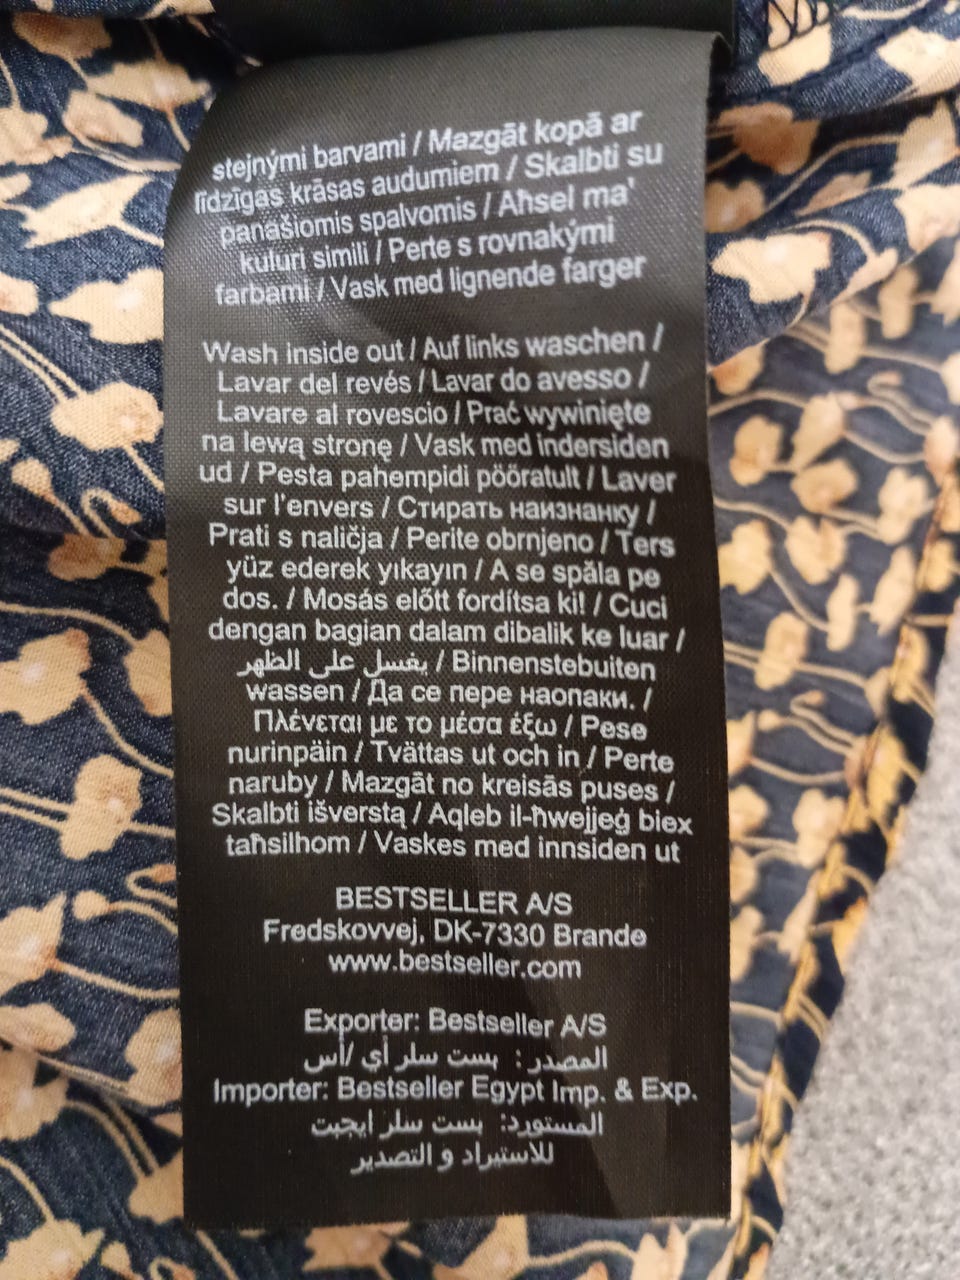 stejnými barvami / Mazgāt kopā ar
līdzīgas krāsas audumiem / Skalbti su
panašiomis spalvomis / Aħsel ma'
kuluri simili / Perte s rovnakými
farbami / Vask med lignende farger
Wash inside out / Auf links waschen /
Lavar del revés / Lavar do avesso /
Lavare al rovescio / Prać wywinięte
na lewą stronę / Vask med indersiden
ud / Pesta pahempidi pööratult / Laver
sur l'envers / Стирать наизнанку /
Prati s naličja / Perite obrnjeno / Ters
yüz ederek yıkayın / A se spăla pe
dos. / Mosás előtt fordítsa ki! / Cuci
dengan bagian dalam dibalik ke luar /
يغسل على الظهر / Binnenstebuiten
wassen / Да се пере наопаки. /
Πλένεται με το μέσα έξω / Pese
nurinpäin / Tvättas ut och in / Perte
naruby / Mazgāt no kreisās puses /
Skalbti išverstą / Aqleb il-ħwejjeġ biex
taħsilhom / Vaskes med innsiden ut
BESTSELLER A/S
Fredskovvej, DK-7330 Brande
www.bestseller.com
Exporter: Bestseller A/S
المصدر: بست سلر أي /أس
Importer: Bestseller Egypt Imp. & Exp.
المستورد: بست سلر ايجبت
للاستيراد و التصدير